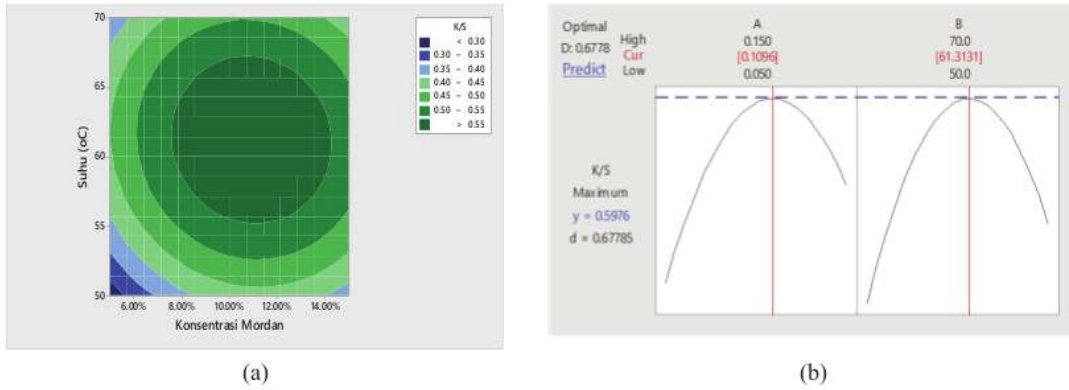 K/S
< 0.30
0.30 – 0.35
0.35 – 0.40
0.40 – 0.45
0.45 – 0.50
0.50 – 0.55
> 0.55
70
65
60
55
50
Suhu (oC)
6.00% 8.00% 10.00% 12.00% 14.00%
Konsentrasi Mordan
(a)
Optimal
D: 0.6778
Predict
High
Cur
Low
A
0.150
[0.1096]
0.050
B
70.0
[61.3131]
50.0
K/S
Maximum
y = 0.5976
d = 0.67785
(b)